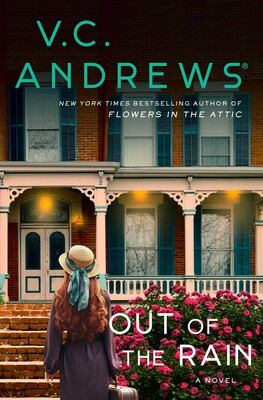 V.C.
ANDREWS®
NEW YORK TIMES BESTSELLING AUTHOR OF
FLOWERS IN THE ATTIC
OUT OF
THE RAIN
A NOVEL